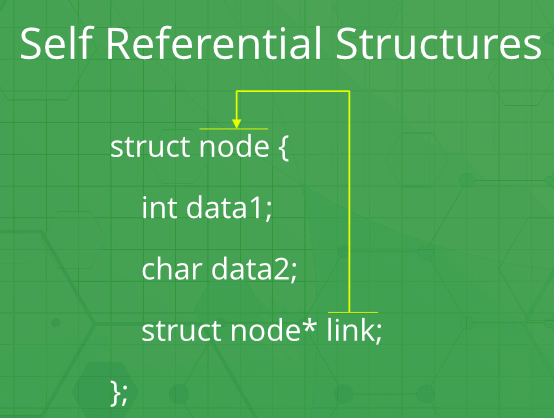 Self Referential Structures
struct node {
int data1;
char data2;
struct node* link;
};